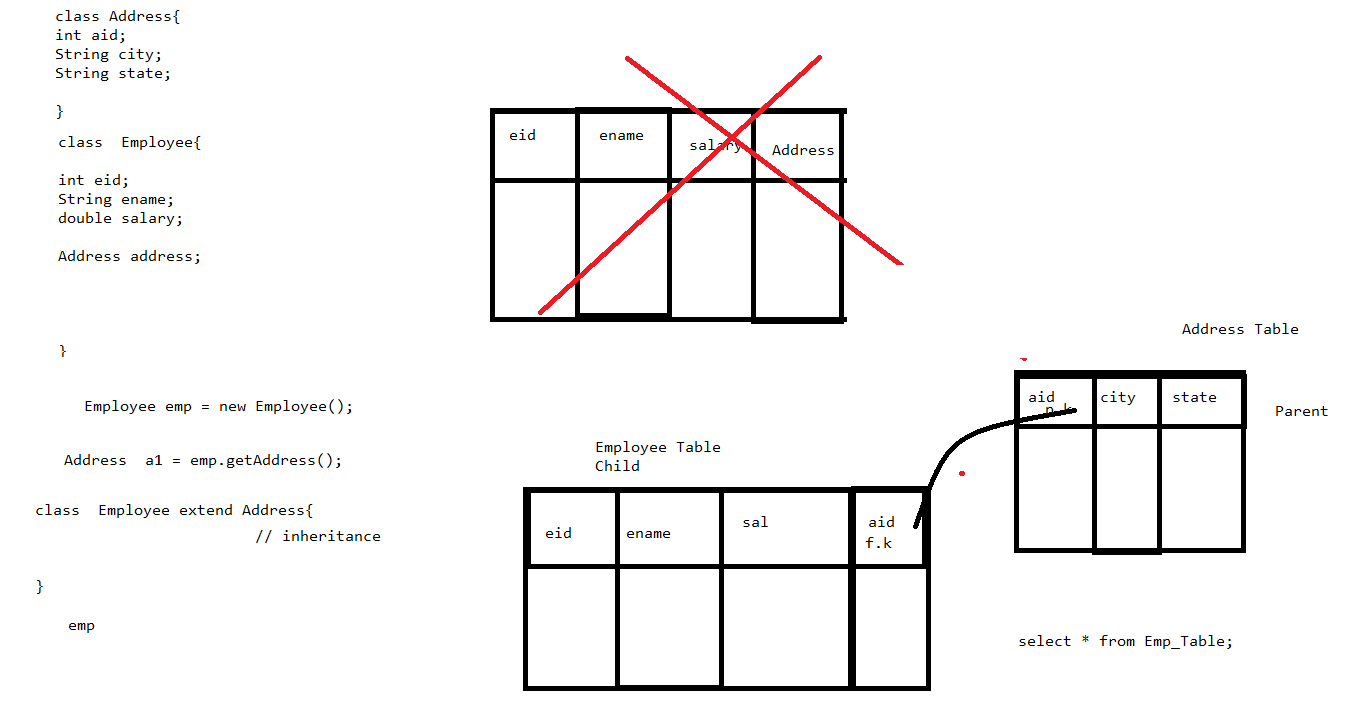 class Address{
int aid;
String city;
String state;
}
class  Employee{
int eid;
String ename;
double salary;
Address address;
}
Employee emp = new Employee();
Address  a1 = emp.getAddress();
class  Employee extend Address{
// inheritance
}
emp
eid
ename
salary
Address
Address Table
aid
p.k
city
state
Parent
Employee Table
Child
eid
ename
sal
aid
f.k
select * from Emp_Table;